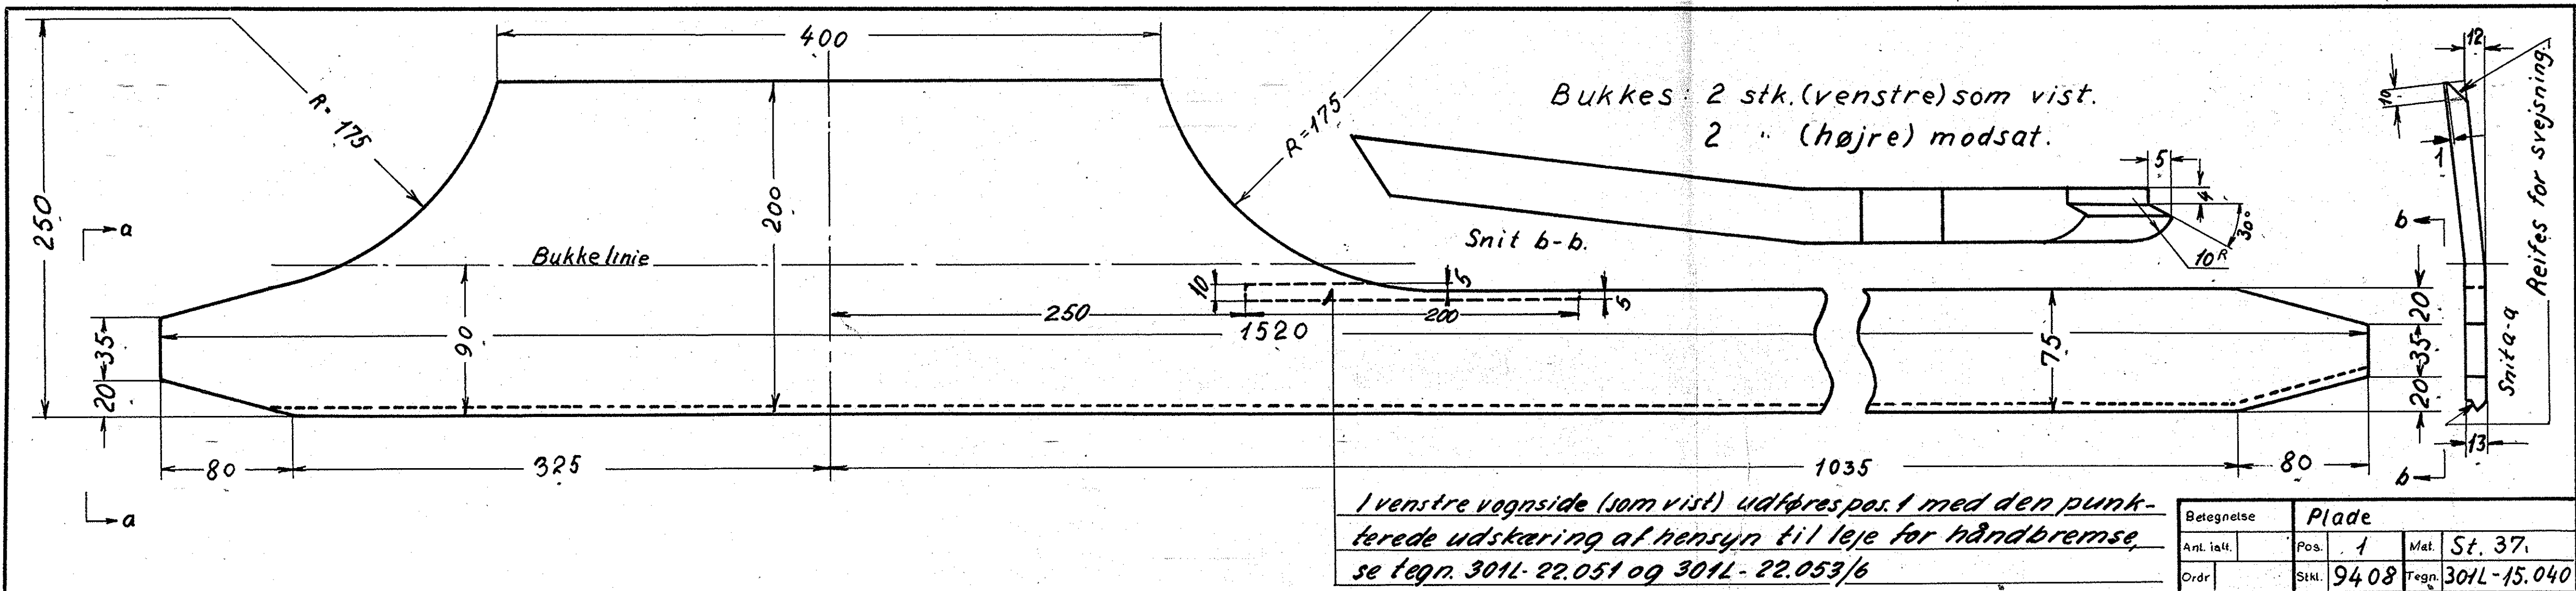 400
12
R=175
R=175
Bukkes: 2 stk. (venstre) som vist.
2 " (højre) modsat.
10
1
5
4
30°
10R
Reifes for svejsning.
250
200
a
b
Bukkelinie
Snit b-b.
10
5
5
250
200
1520
90
35
20
75
20
35
20
Snit a-a
13
80
325
1035
80
b
a
I venstre vognside (som vist) udføres pos. 1 med den punk-
terede udskæring af hensyn til leje for håndbremse,
se tegn. 301L-22.051 og 301L-22.053/6
Betegnelse Plade
Ant. ialt. Pos. 1 Mat. St. 37.
Ordr Stkl. 9408 Tegn. 301L-15.040